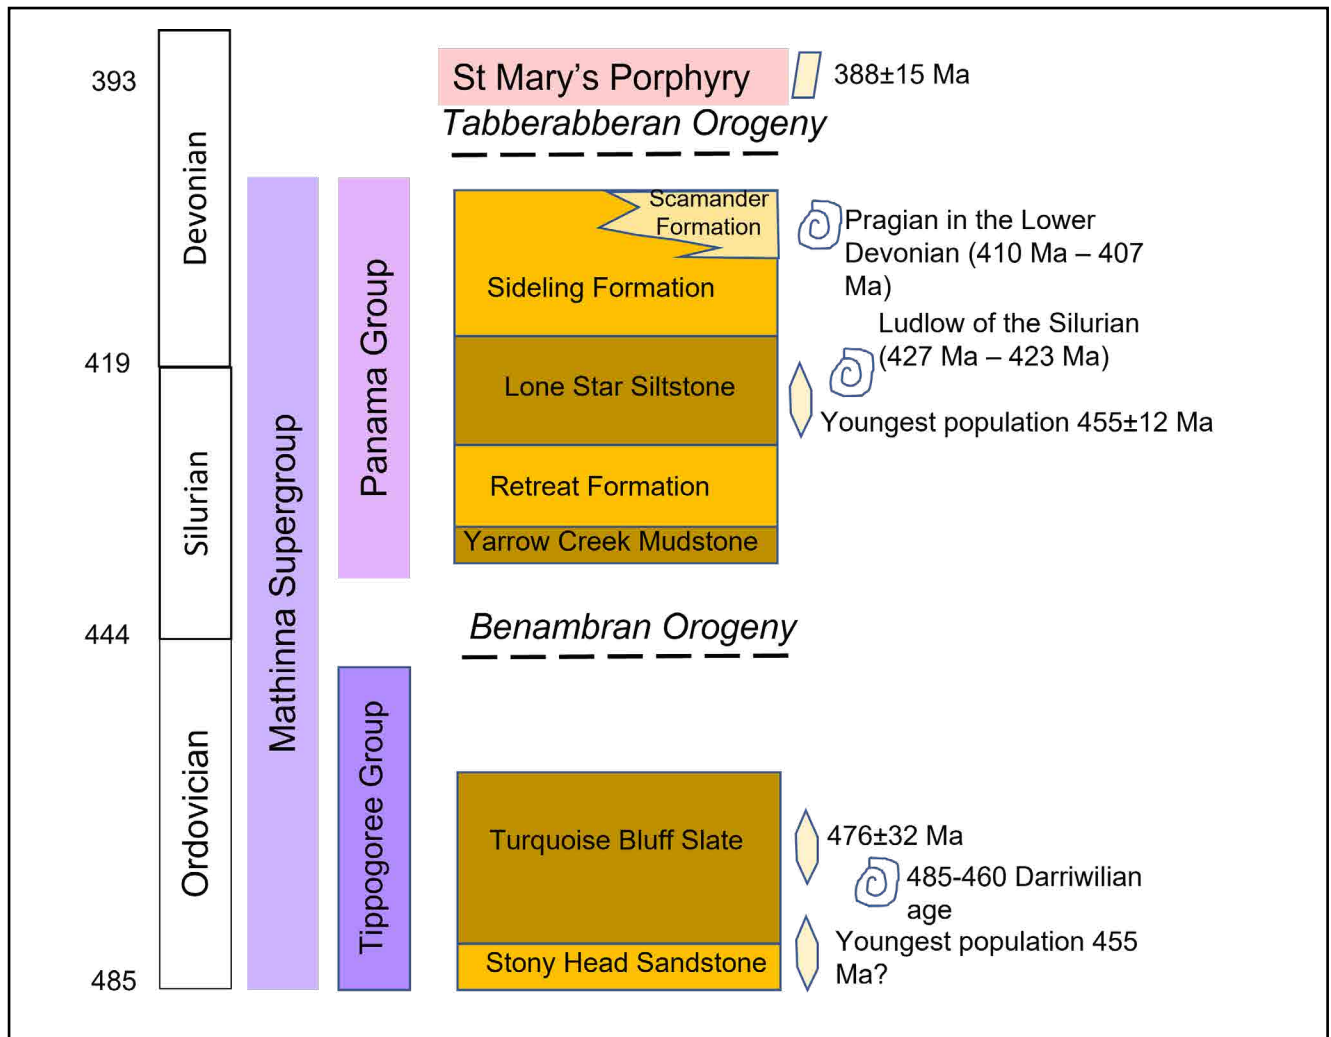 393
St Mary's Porphyry
388±15 Ma
Tabberabberan Orogeny
Devonian
Scamander
Formation
Pragian in the Lower
Devonian (410 Ma – 407
Ma)
Sideling Formation
Panama Group
Ludlow of the Silurian
(427 Ma – 423 Ma)
419
Lone Star Siltstone
Youngest population 455±12 Ma
Silurian
Mathinna Supergroup
Retreat Formation
Yarrow Creek Mudstone
444
Benambran Orogeny
Ordovician
Tippogoree Group
Turquoise Bluff Slate
476±32 Ma
485-460 Darriwilian
age
Stony Head Sandstone
Youngest population 455
Ma?
485